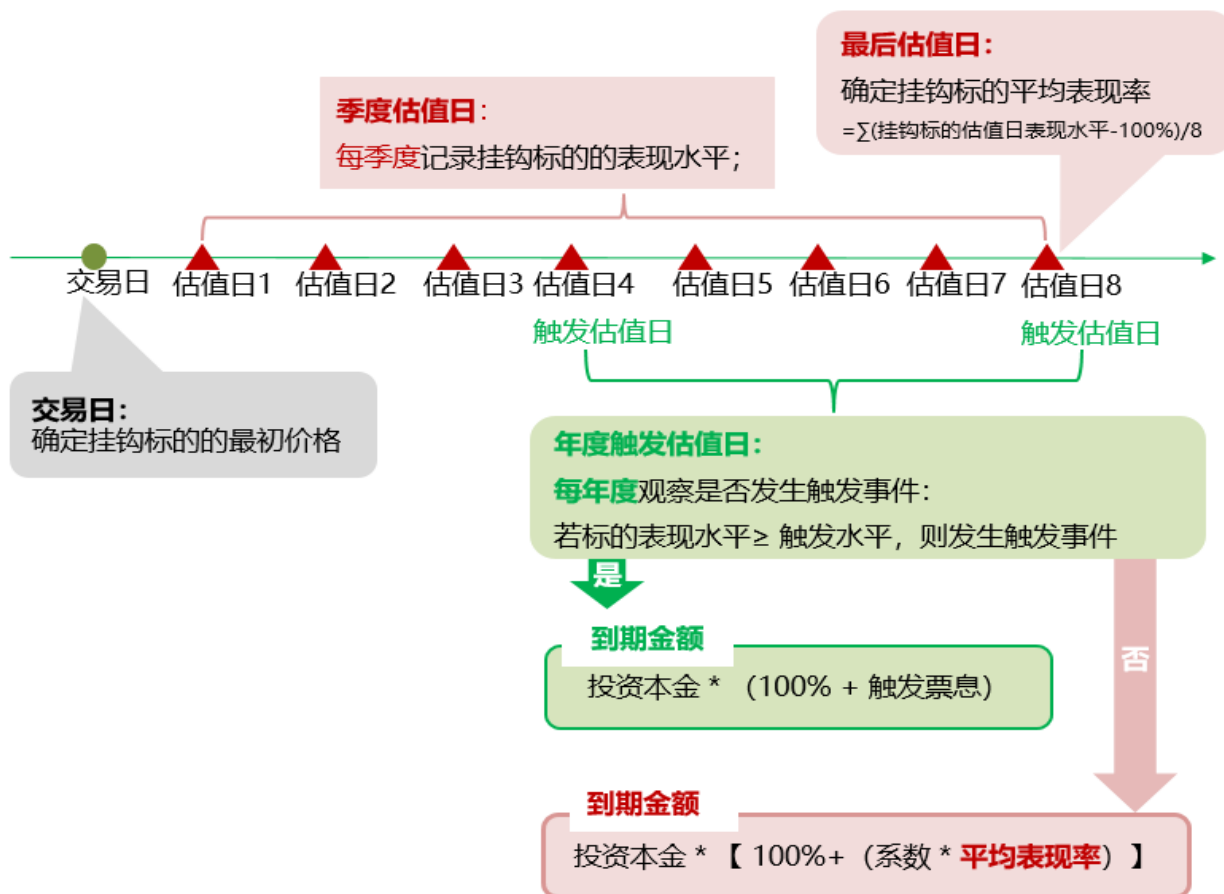 最后估值日：
确定挂钩标的平均表现率
=∑(挂钩标的估值日表现水平-100%)/8
季度估值日：
每季度记录挂钩标的的表现水平；
交易日
估值日1
估值日2
估值日3
估值日4
估值日5
估值日6
估值日7
估值日8
触发估值日
触发估值日
交易日：
确定挂钩标的的最初价格
年度触发估值日：
每年度观察是否发生触发事件：
若标的表现水平≥ 触发水平，则发生触发事件
是
否
到期金额
投资本金 * （100% + 触发票息）
到期金额
投资本金 * 【 100%+ （系数 * 平均表现率）】